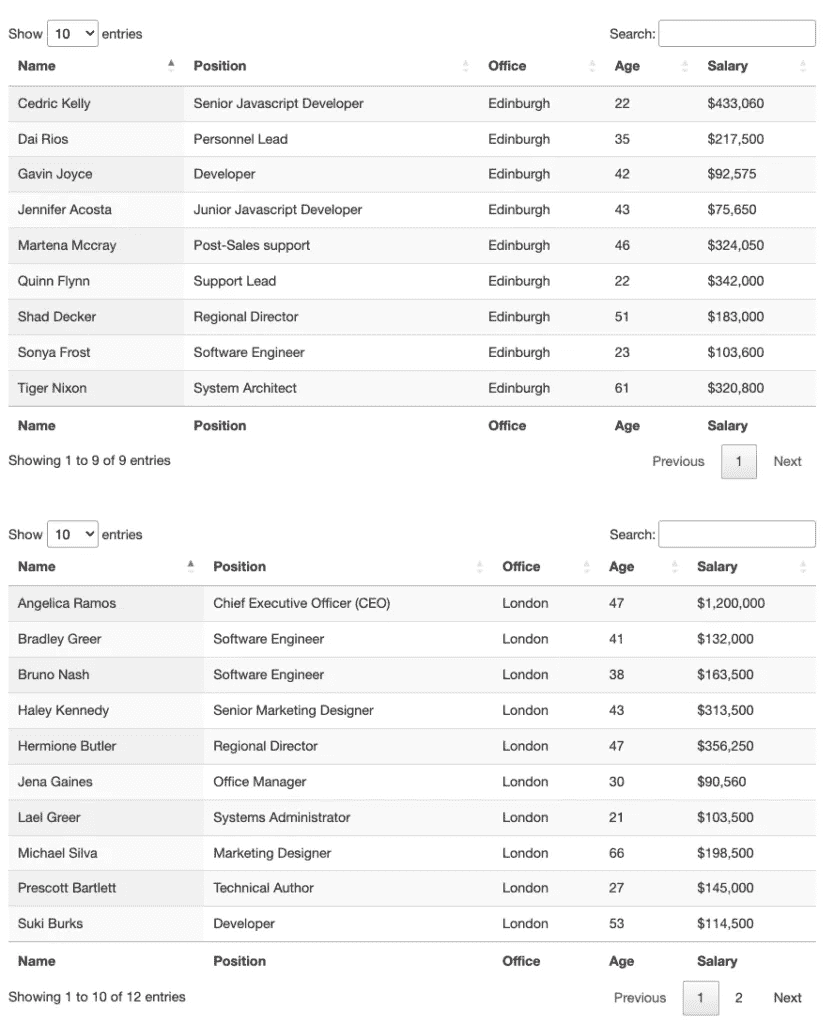 Show 10 entries Search:
Name Position Office Age Salary
Cedric Kelly Senior Javascript Developer Edinburgh 22 $433,060
Dai Rios Personnel Lead Edinburgh 35 $217,500
Gavin Joyce Developer Edinburgh 42 $92,575
Jennifer Acosta Junior Javascript Developer Edinburgh 43 $75,650
Martena Mccray Post-Sales support Edinburgh 46 $324,050
Quinn Flynn Support Lead Edinburgh 22 $342,000
Shad Decker Regional Director Edinburgh 51 $183,000
Sonya Frost Software Engineer Edinburgh 23 $103,600
Tiger Nixon System Architect Edinburgh 61 $320,800
Name Position Office Age Salary
Showing 1 to 9 of 9 entries Previous 1 Next
Show 10 entries Search:
Name Position Office Age Salary
Angelica Ramos Chief Executive Officer (CEO) London 47 $1,200,000
Bradley Greer Software Engineer London 41 $132,000
Bruno Nash Software Engineer London 38 $163,500
Haley Kennedy Senior Marketing Designer London 43 $313,500
Hermione Butler Regional Director London 47 $356,250
Jena Gaines Office Manager London 30 $90,560
Lael Greer Systems Administrator London 21 $103,500
Michael Silva Marketing Designer London 66 $198,500
Prescott Bartlett Technical Author London 27 $145,000
Suki Burks Developer London 53 $114,500
Name Position Office Age Salary
Showing 1 to 10 of 12 entries Previous 1 2 Next